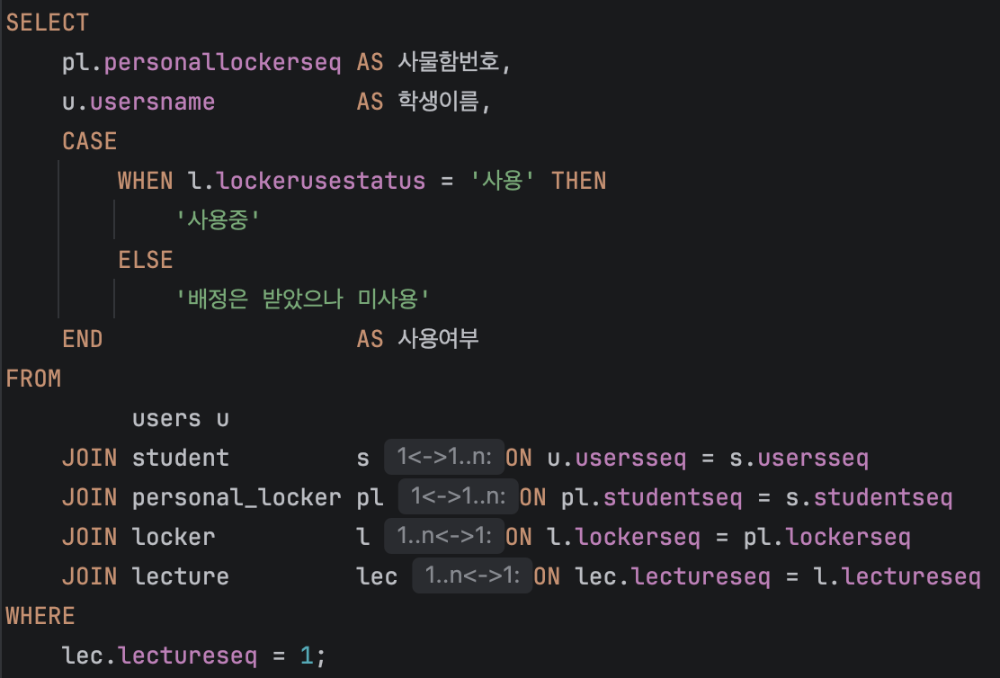 SELECT
pl.personallockerseq AS 사물함번호,
u.usersname AS 학생이름,
CASE
WHEN l.lockerusestatus = '사용' THEN
'사용중'
ELSE
'배정은 받았으나 미사용'
END AS 사용여부
FROM
users u
JOIN student s 1<->1..n: ON u.usersseq = s.usersseq
JOIN personal_locker pl 1<->1..n: ON pl.studentseq = s.studentseq
JOIN locker l 1..n<->1: ON l.lockerseq = pl.lockerseq
JOIN lecture lec 1..n<->1: ON lec.lectureseq = l.lectureseq
WHERE
lec.lectureseq = 1;